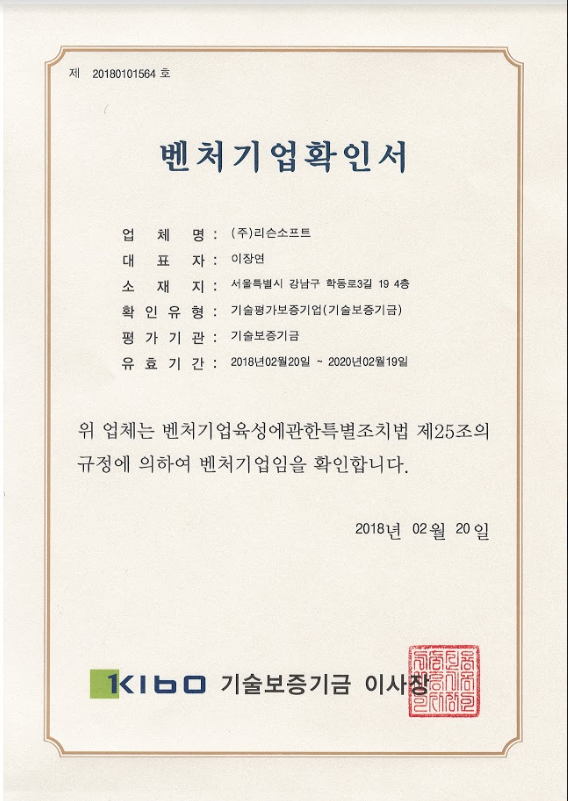 제 20180101564 호
벤처기업확인서
업 체 명 : (주)리슨소프트
대 표 자 : 이장연
소 재 지 : 서울특별시 강남구 학동로3길 19 4층
확 인 유 형 : 기술평가보증기업(기술보증기금)
평 가 기 관 : 기술보증기금
유 효 기 간 : 2018년02월20일 ~ 2020년02월19일
위 업체는 벤처기업육성에관한특별조치법 제25조의
규정에 의하여 벤처기업임을 확인합니다.
2018년 02월 20일
KIBO 기술보증기금 이사장